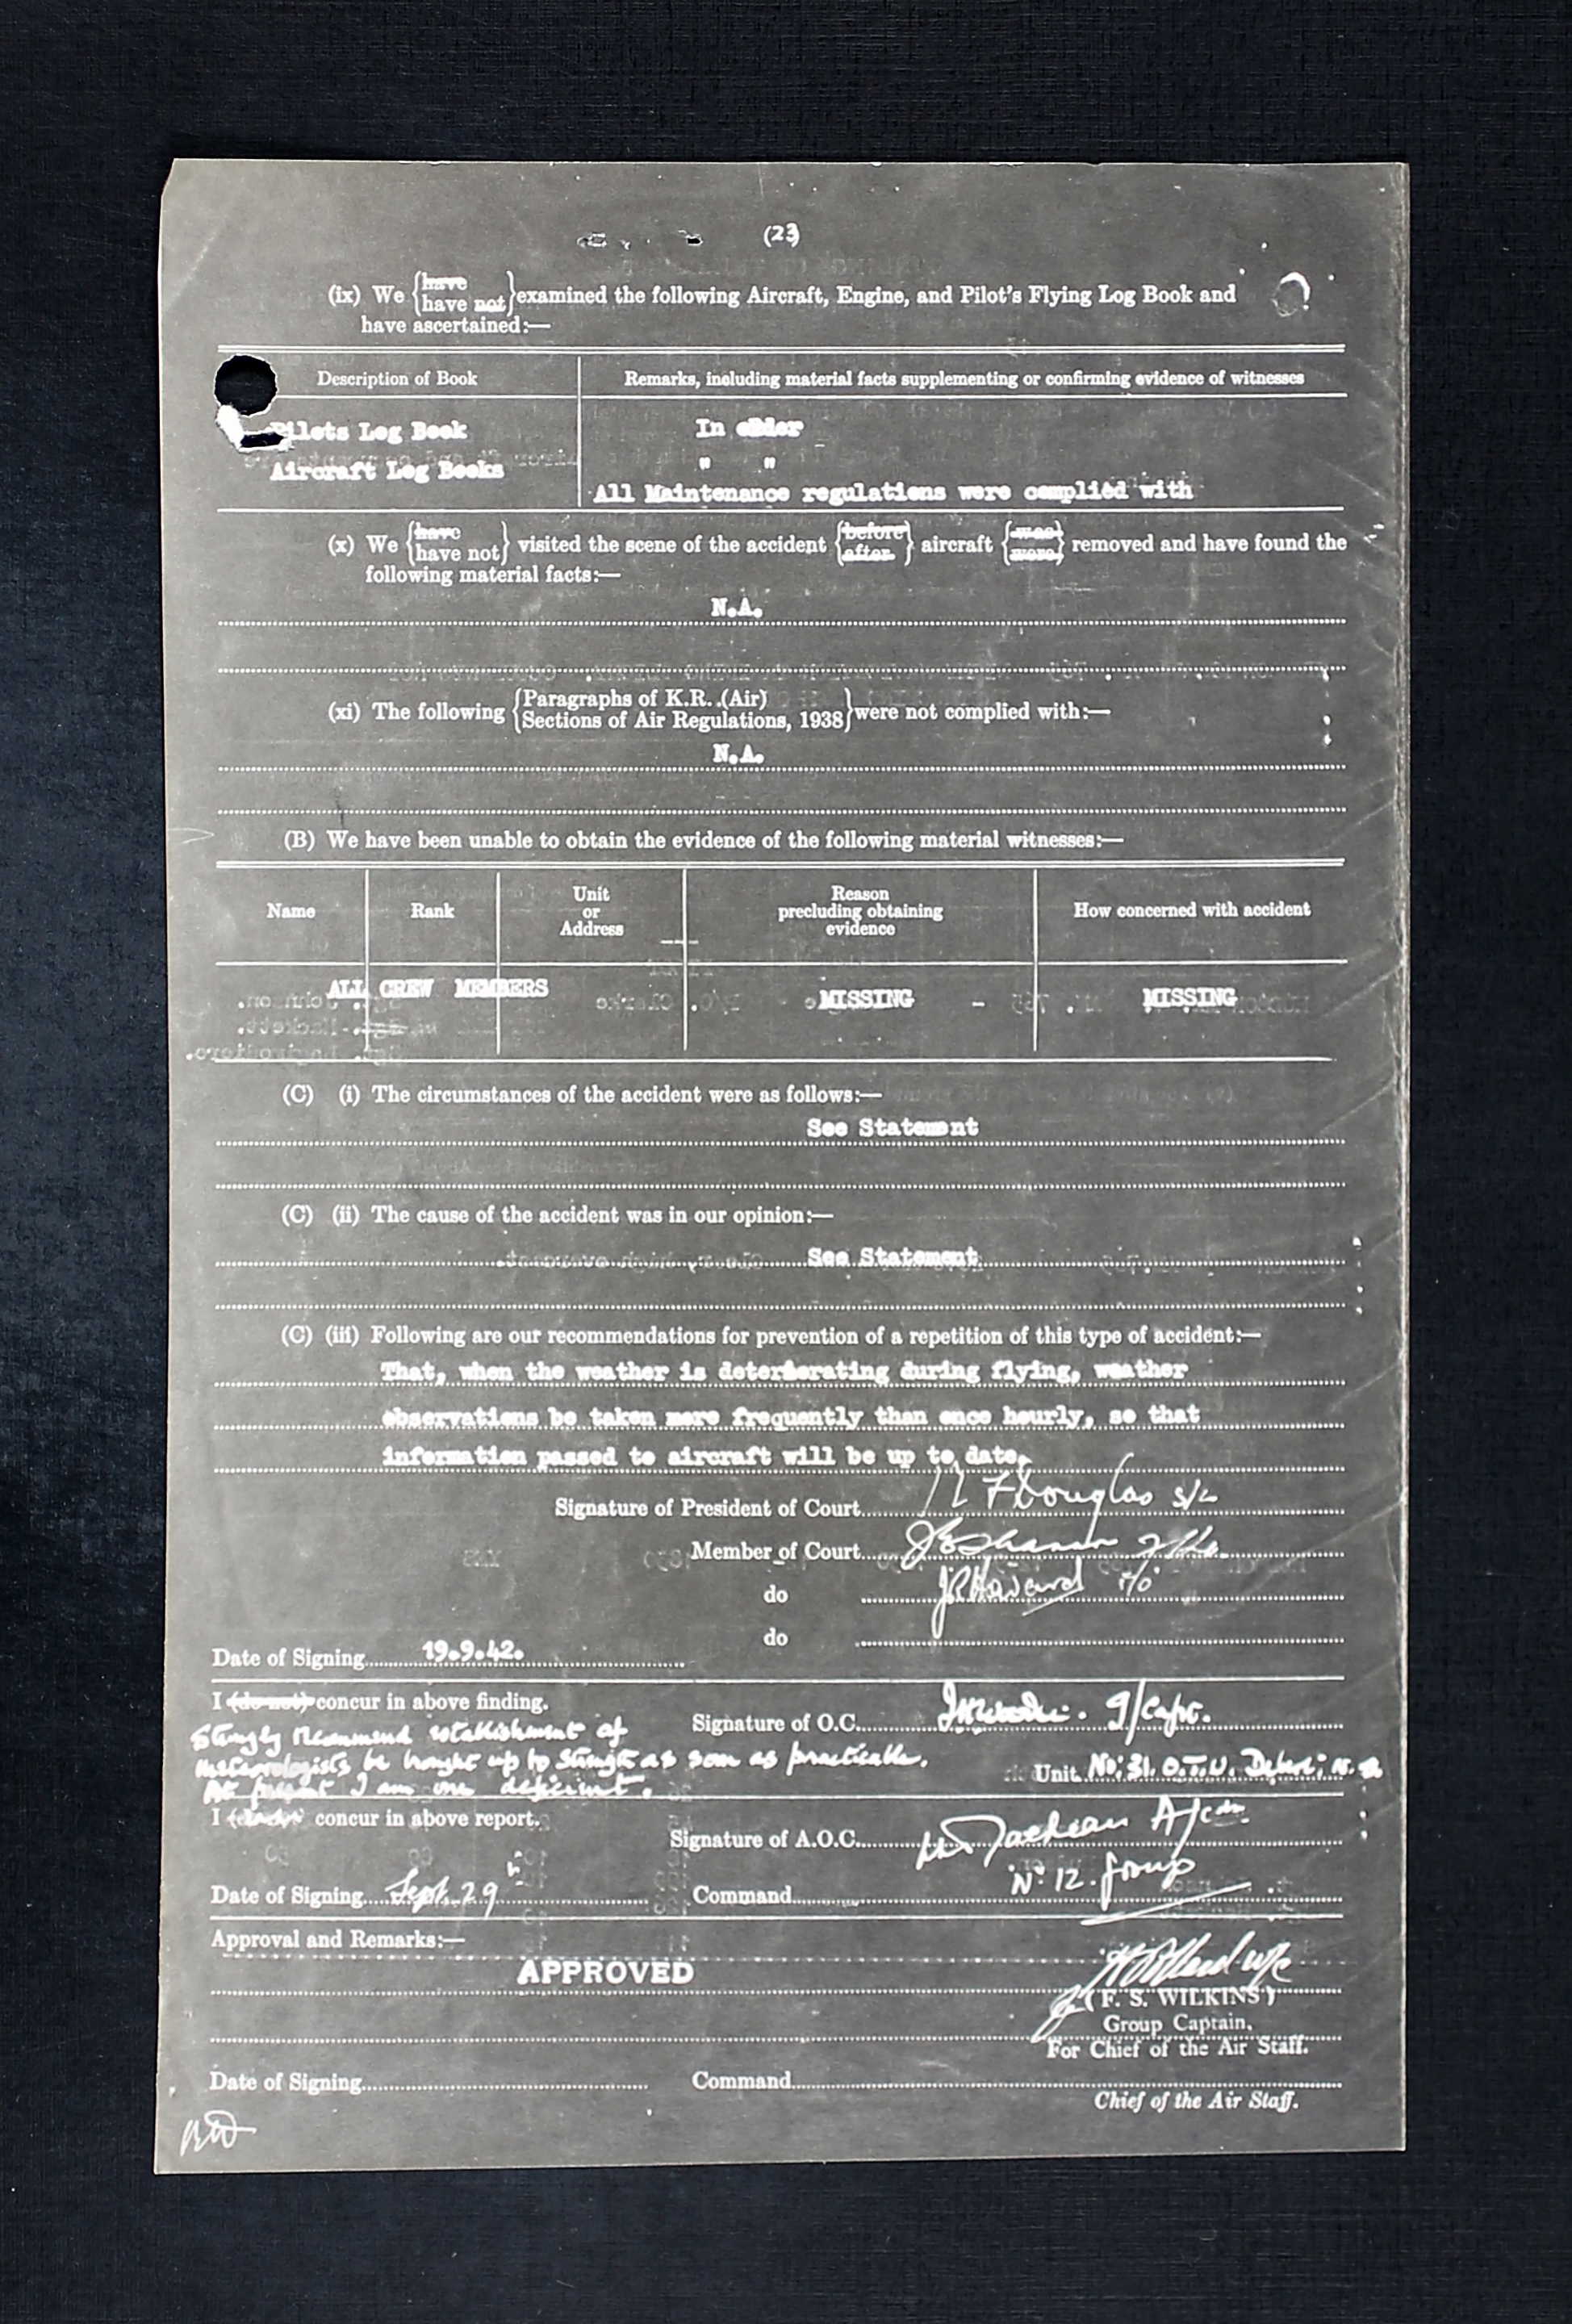 (23)
(ix) We {have have not} examined the following Aircraft, Engine, and Pilot's Flying Log Book and
have ascertained:—
Description of Book
Remarks, including material facts supplementing or confirming evidence of witnesses
Pilots Log Book
In order
Aircraft Log Books
" "
All Maintenance regulations were complied with
(x) We {have have not} visited the scene of the accident {before after} aircraft {was were} removed and have found the
following material facts:—
N.A.
(xi) The following {Paragraphs of K.R. (Air) Sections of Air Regulations, 1938} were not complied with:—
N.A.
(B) We have been unable to obtain the evidence of the following material witnesses:—
Name
Rank
Unit or Address
Reason precluding obtaining evidence
How concerned with accident
ALL CREW MEMBERS
MISSING
MISSING
(C) (i) The circumstances of the accident were as follows:—
See Statement
(C) (ii) The cause of the accident was in our opinion:—
See Statement
(C) (iii) Following are our recommendations for prevention of a repetition of this type of accident:—
That, when the weather is deteriorating during flying, weather
observations be taken more frequently than once hourly, so that
information passed to aircraft will be up to date.
Signature of President of Court Douglas S/L
Member of Court
do
do
Date of Signing 19.9.42.
I (do not) concur in above finding.
Strongly recommend establishment of
Meteorologists be brought up to strength as soon as practicable.
At present I am one deficient.
Signature of O.C. G/Capt.
Unit No. 31. O.T.U. Debert, N.S.
I concur in above report.
Signature of A.O.C. A/Cdr
Date of Signing Sept. 29th
Command No 12 Group
Approval and Remarks:—
APPROVED
(F. S. WILKINS)
Group Captain,
For Chief of the Air Staff.
Date of Signing
Command
Chief of the Air Staff.